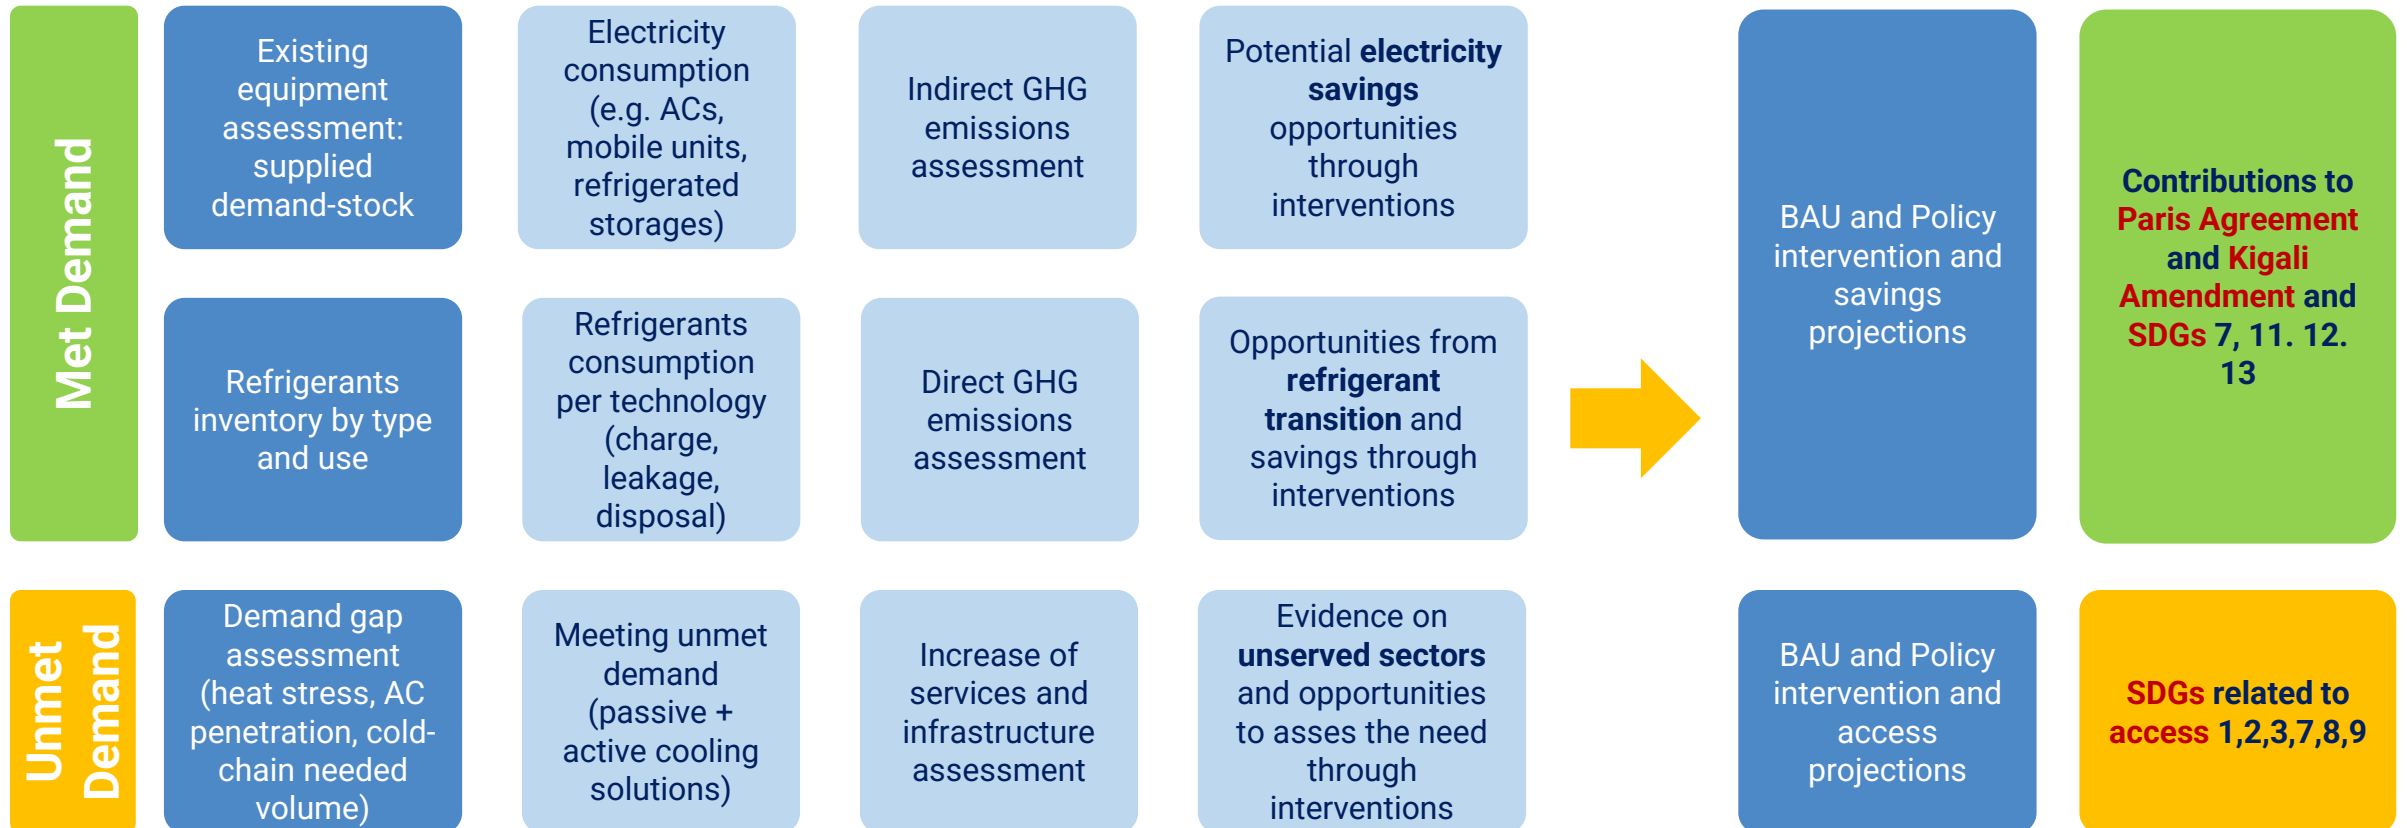 Met Demand
Existing
equipment
assessment:
supplied
demand-stock
Electricity
consumption
(e.g. ACs,
mobile units,
refrigerated
storages)
Indirect GHG
emissions
assessment
Potential electricity
savings
opportunities
through
interventions
Refrigerants
inventory by type
and use
Refrigerants
consumption
per technology
(charge,
leakage,
disposal)
Direct GHG
emissions
assessment
Opportunities from
refrigerant
transition and
savings through
interventions
BAU and Policy
intervention and
savings
projections
Contributions to
Paris Agreement
and Kigali
Amendment and
SDGs 7, 11. 12.
13
Unmet
Demand
Demand gap
assessment
(heat stress, AC
penetration, cold-
chain needed
volume)
Meeting unmet
demand
(passive +
active cooling
solutions)
Increase of
services and
infrastructure
assessment
Evidence on
unserved sectors
and opportunities
to asses the need
through
interventions
BAU and Policy
intervention and
access
projections
SDGs related to
access 1,2,3,7,8,9